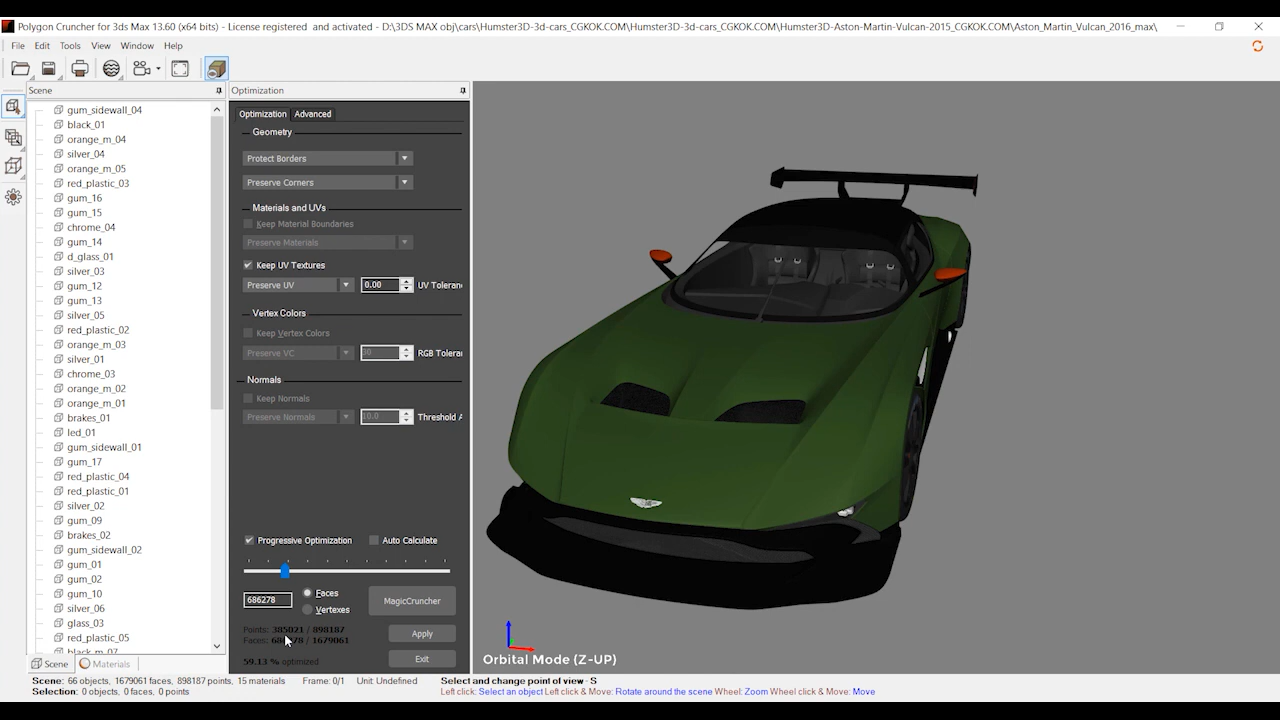 Polygon Cruncher for 3ds Max 13.60 (x64 bits) - License registered and activated - D:\3DS MAX obj\cars\Humster3D-3d-cars_CGKOK.COM\Humster3D-3d-cars_CGKOK.COM\Humster3D-Aston-Martin-Vulcan-2015_CGKOK.COM\Aston_Martin_Vulcan_2016_max\
File Edit Tools View Window Help
Scene
Optimization
gum_sidewall_04
black_01
orange_m_04
silver_04
orange_m_05
red_plastic_03
gum_16
gum_15
chrome_04
gum_14
d_glass_01
silver_03
gum_12
gum_13
silver_05
red_plastic_02
orange_m_03
silver_01
chrome_03
orange_m_02
orange_m_01
brakes_01
led_01
gum_sidewall_01
gum_17
red_plastic_04
red_plastic_01
silver_02
gum_09
brakes_02
gum_sidewall_02
gum_01
gum_02
gum_10
silver_06
glass_03
red_plastic_05
black_m_07
Scene Materials
Optimization Advanced
Geometry
Protect Borders
Preserve Corners
Materials and UVs
Keep Material Boundaries
Preserve Materials
Keep UV Textures
Preserve UV 0.00 UV Toleran
Vertex Colors
Keep Vertex Colors
Preserve VC 30 RGB Tolera
Normals
Keep Normals
Preserve Normals 10.0 Threshold A
Progressive Optimization Auto Calculate
686278 Faces
Vertexes
MagicCruncher
Points: 385021 / 898187
Faces: 686278 / 1679061
Apply
59.13 % optimized
Exit
Orbital Mode (Z-UP)
Scene: 66 objects, 1679061 faces, 898187 points, 15 materials Frame: 0/1 Unit: Undefined Select and change point of view - S
Selection: 0 objects, 0 faces, 0 points Left click: Select an object Left click & Move: Rotate around the scene Wheel: Zoom Wheel click & Move: Move